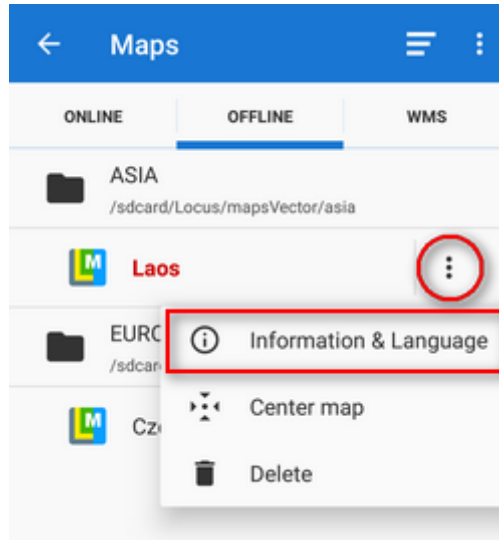 Maps
ONLINE OFFLINE WMS
ASIA
/sdcard/Locus/mapsVector/asia
M Laos
Information & Language
Center map
M
Delete